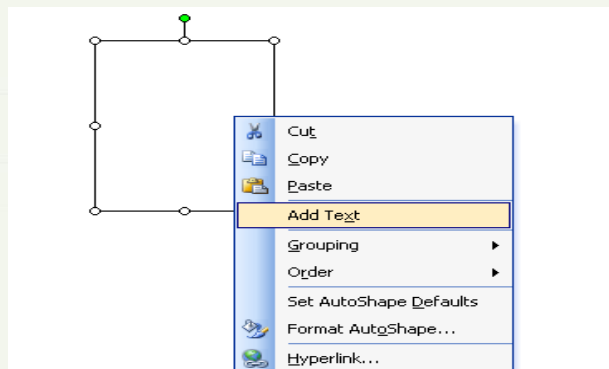 Cut
Copy
Paste
Add Text
Grouping
Order
Set AutoShape Defaults
Format AutoShape...
Hyperlink...